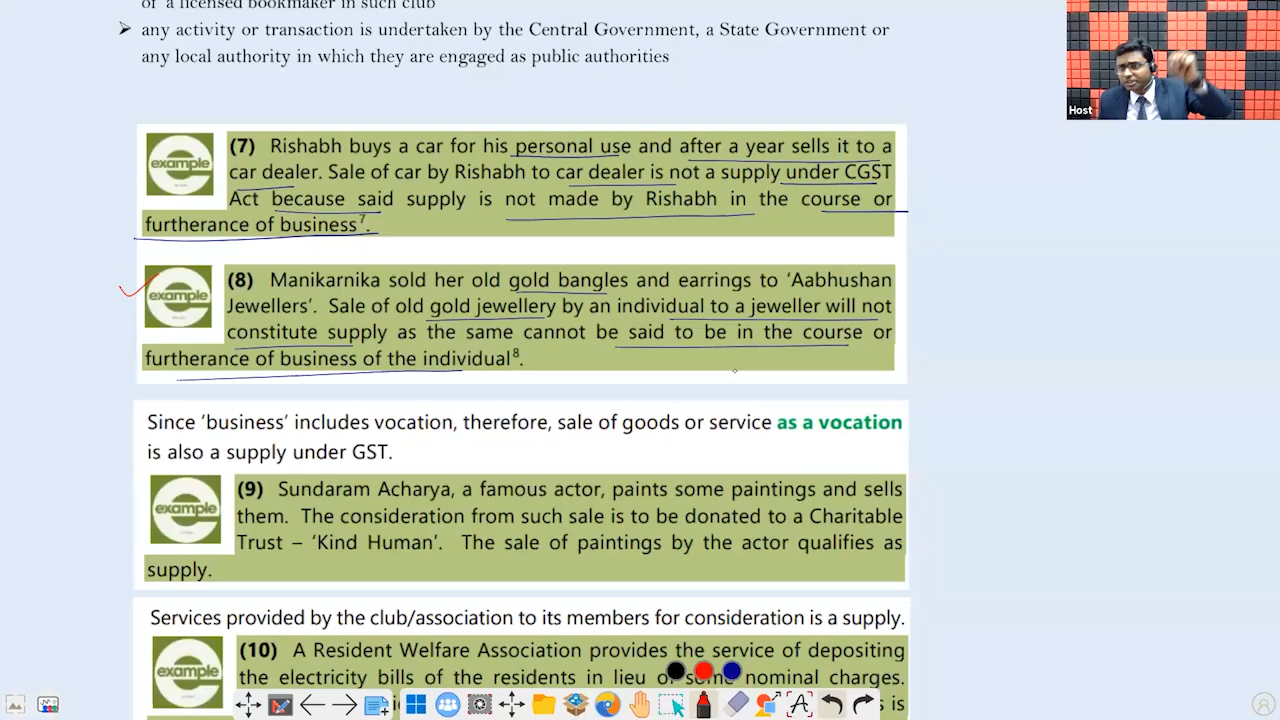 of a licensed bookmaker in such club
➢ any activity or transaction is undertaken by the Central Government, a State Government or
any local authority in which they are engaged as public authorities
Host
example
(7) Rishabh buys a car for his personal use and after a year sells it to a
car dealer. Sale of car by Rishabh to car dealer is not a supply under CGST
Act because said supply is not made by Rishabh in the course or
furtherance of business⁷.
example
(8) Manikarnika sold her old gold bangles and earrings to ‘Aabhushan
Jewellers’. Sale of old gold jewellery by an individual to a jeweller will not
constitute supply as the same cannot be said to be in the course or
furtherance of business of the individual⁸.
Since ‘business’ includes vocation, therefore, sale of goods or service as a vocation
is also a supply under GST.
example
(9) Sundaram Acharya, a famous actor, paints some paintings and sells
them. The consideration from such sale is to be donated to a Charitable
Trust – ‘Kind Human’. The sale of paintings by the actor qualifies as
supply.
Services provided by the club/association to its members for consideration is a supply.
example
(10) A Resident Welfare Association provides the service of depositing
the electricity bills of the residents in lieu of some nominal charges.
is